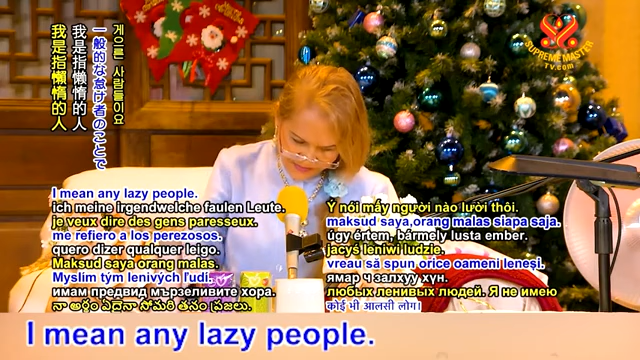 게으른 사람들이요
一般的な怠け者のことで
我是指懶惰的人
我是指懒惰的人
SUPREME MASTER
TV.com
I mean any lazy people.
ich meine irgendwelche faulen Leute.
je veux dire des gens paresseux.
me refiero a los perezosos.
quero dizer qualquer leigo.
Maksud saya orang malas.
Myslím tým lenivých ľudí.
имам предвид мързеливите хора.
నా అర్థం ఏదైనా సోమరి తనం ప్రజలు.
Ý nói mấy người nào lười thôi.
maksud saya,orang malas siapa saja.
úgy értem, bármely lusta ember.
jacyś leniwi ludzie.
vreau să spun orice oameni leneși.
ямар ч залхуу хүн.
любых ленивых людей. Я не имею
कोई भी आलसी लोग।
I mean any lazy people.